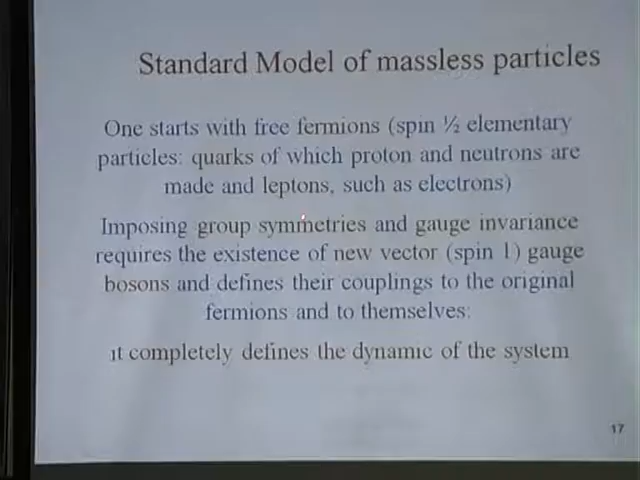 Standard Model of massless particles
One starts with free fermions (spin ½ elementary
particles: quarks of which proton and neutrons are
made and leptons, such as electrons)
Imposing group symmetries and gauge invariance
requires the existence of new vector (spin 1) gauge
bosons and defines their couplings to the original
fermions and to themselves:
it completely defines the dynamic of the system
17